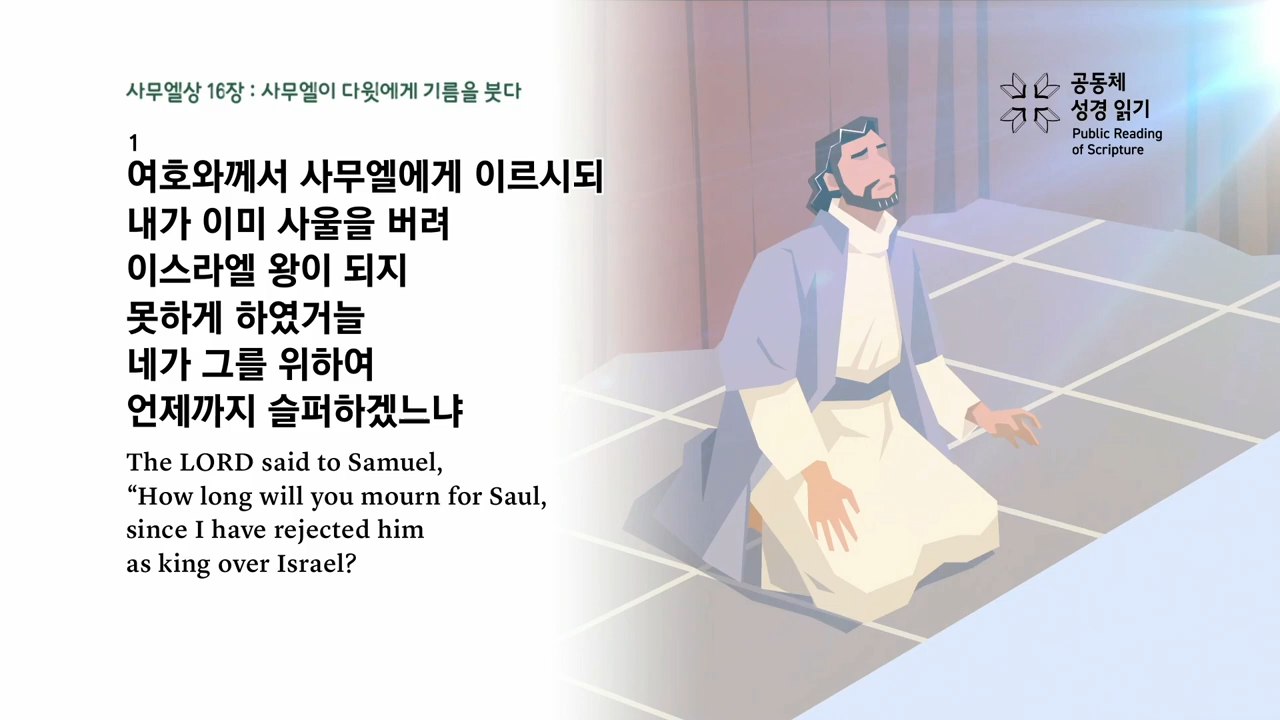 사무엘상 16장 : 사무엘이 다윗에게 기름을 붓다
1
여호와께서 사무엘에게 이르시되
내가 이미 사울을 버려
이스라엘 왕이 되지
못하게 하였거늘
네가 그를 위하여
언제까지 슬퍼하겠느냐
The LORD said to Samuel,
“How long will you mourn for Saul,
since I have rejected him
as king over Israel?
공동체
성경 읽기
Public Reading
of Scripture